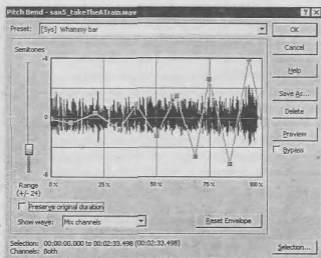 Pitch Bend - sax5_takeTheATrain.wav
Preset: [Sys] Whammy bar
OK
Semitones
Cancel
Help
Save As...
Delete
Preview
Bypass
0
Range
(+/- 24)
0% 25% 50% 75% 100%
Preserve original duration
Show wave: Mix channels
Reset Envelope
Selection: 00:00:00.000 to 00:02:33.498 (00:02:33.498)
Channels: Both
Selection...